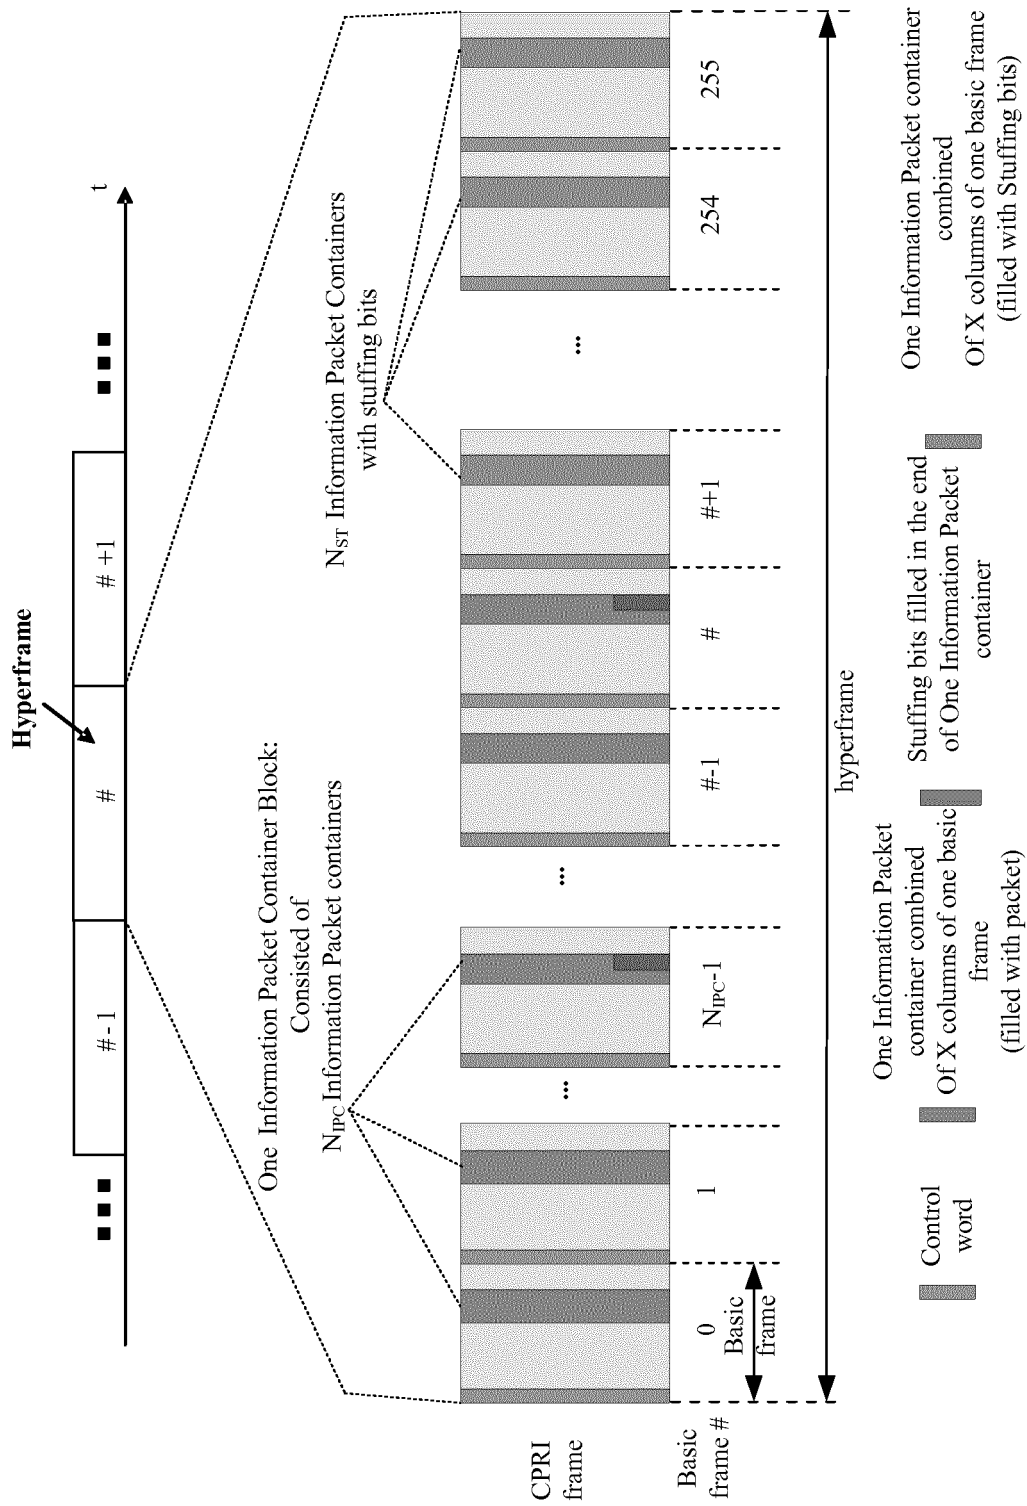 Hyperframe
#-1
#
# +1
t
One Information Packet Container Block:
Consisted of
N_IPC Information Packet containers
N_ST Information Packet Containers
with stuffing bits
CPRI
frame
...
...
...
Basic
frame #
0
1
N_IPC-1
#-1
#
#+1
254
255
Basic
frame
hyperframe
Control
word
One Information Packet
container combined
Of X columns of one basic
frame
(filled with packet)
Stuffing bits filled in the end
of One Information Packet
container
One Information Packet container
combined
Of X columns of one basic frame
(filled with Stuffing bits)